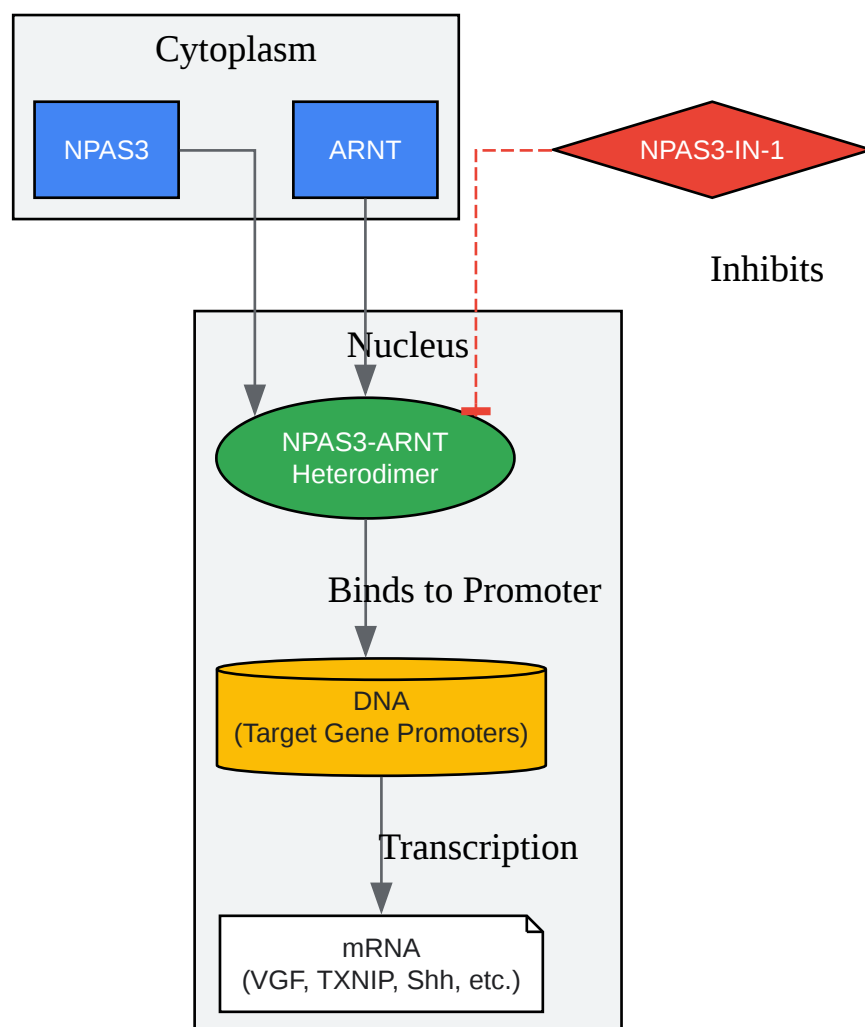 Cytoplasm
NPAS3
ARNT
NPAS3-IN-1
Inhibits
Nucleus
NPAS3-ARNT
Heterodimer
Binds to Promoter
DNA
(Target Gene Promoters)
Transcription
mRNA
(VGF, TXNIP, Shh, etc.)